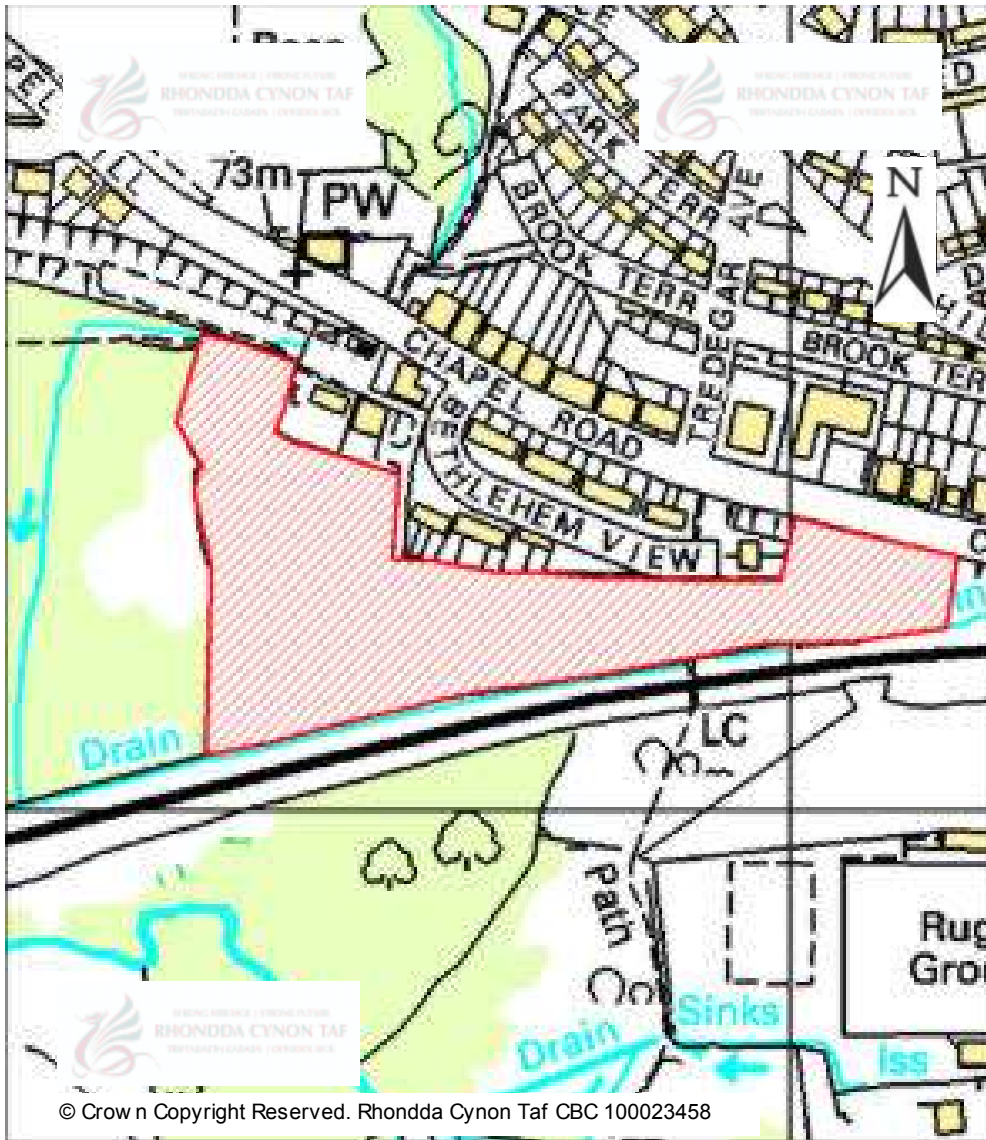 RHONDDA CYNON TAF
RHONDDA CYNON TAF
N
73m
PW
PARK TERR
BROOK TERR
TREDEGAR AVE
BROOK TER
CHAPEL ROAD
BETHLEHEM VIEW
Drain
LC
Path
Rug
Gro
Sinks
Drain
Iss
RHONDDA CYNON TAF
© Crown Copyright Reserved. Rhondda Cynon Taf CBC 100023458